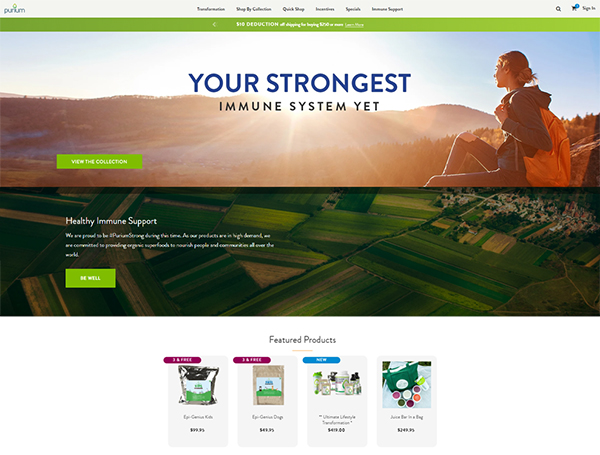 purium
Transformation Shop By Collection Quick Shop Incentives Specials Immune Support
Sign In
$10 DEDUCTION off shipping for buying $250 or more Learn More
YOUR STRONGEST
IMMUNE SYSTEM YET
VIEW THE COLLECTION
Healthy Immune Support
We are proud to be #PuriumStrong during this time. As our products are in high demand, we
are committed to providing organic superfoods to nourish people and communities all over the
world.
BE WELL
Featured Products
3 & FREE
3 & FREE
NEW
Epi-Genius Kids
$99.95
Epi-Genius Dogs
$49.95
** Ultimate Lifestyle
Transformation *
$419.00
Juice Bar in a Bag
$249.95